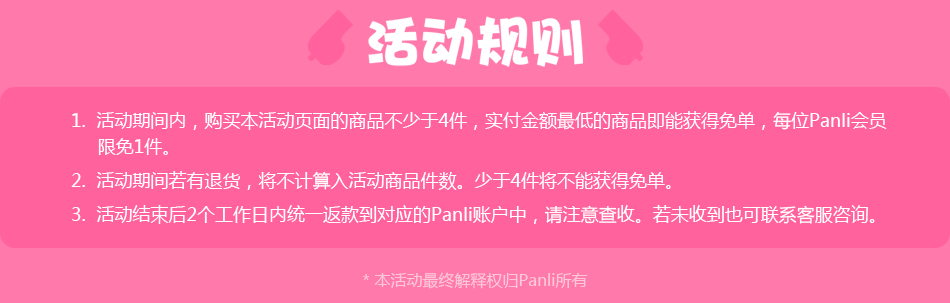 活动规则
1. 活动期间内，购买本活动页面的商品不少于4件，实付金额最低的商品即能获得免单，每位Panli会员
限免1件。
2. 活动期间若有退货，将不计算入活动商品件数。少于4件将不能获得免单。
3. 活动结束后2个工作日内统一返款到对应的Panli账户中，请注意查收。若未收到也可联系客服咨询。
* 本活动最终解释权归Panli所有